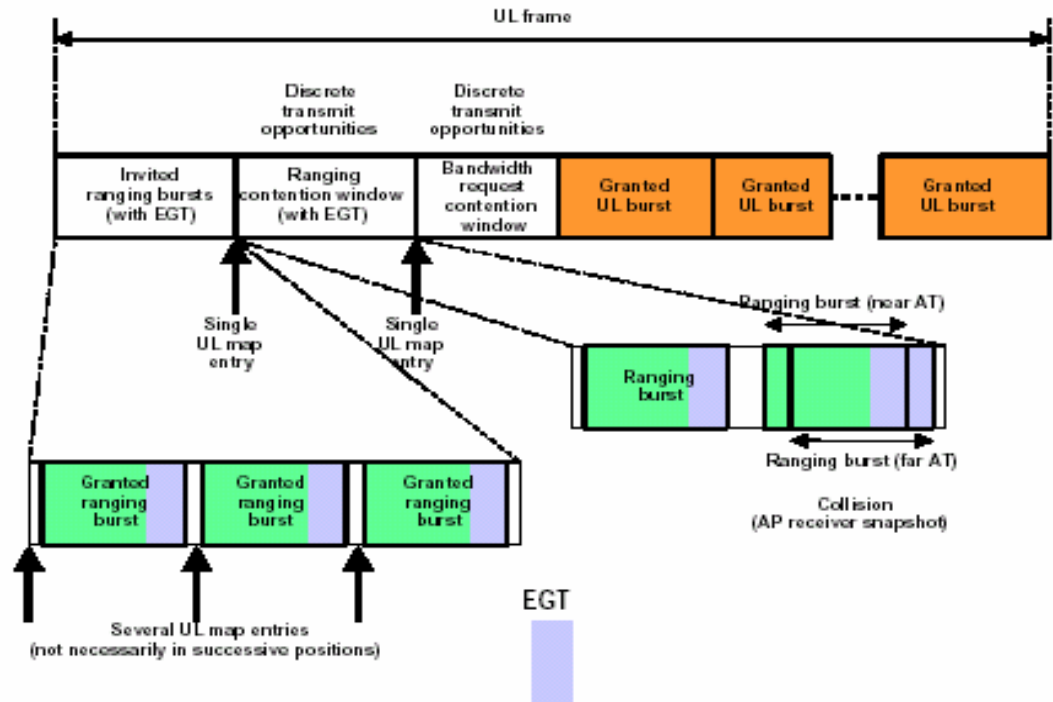 UL frame
Discrete
transmit
opportunities
Discrete
transmit
opportunities
Invited
ranging bursts
(with EGT)
Ranging
contention window
(with EGT)
Bandwidth
request
contention
window
Granted
UL burst
Granted
UL burst
Granted
UL burst
Single
UL map
entry
Single
UL map
entry
Ranging burst (near AT)
Ranging
burst
Ranging burst (far AT)
Collision
(AP receiver snapshot)
Granted
ranging
burst
Granted
ranging
burst
Granted
ranging
burst
Several UL map entries
(not necessarily in successive positions)
EGT